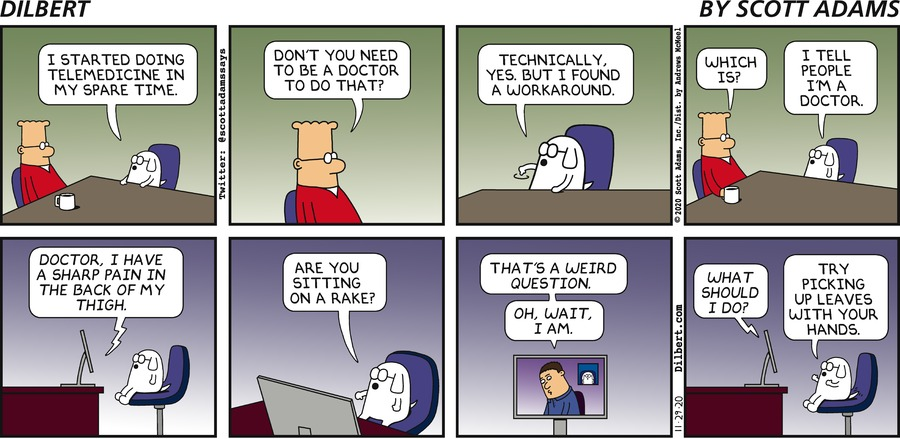 DILBERT
BY SCOTT ADAMS
I STARTED DOING
TELEMEDICINE IN
MY SPARE TIME.
Twitter: @scottadamssays
DON'T YOU NEED
TO BE A DOCTOR
TO DO THAT?
TECHNICALLY,
YES. BUT I FOUND
A WORKAROUND.
© 2020 Scott Adams, Inc./Dist. by Andrews McMeel
WHICH
IS?
I TELL
PEOPLE
I'M A
DOCTOR.
DOCTOR, I HAVE
A SHARP PAIN IN
THE BACK OF MY
THIGH.
ARE YOU
SITTING
ON A RAKE?
THAT'S A WEIRD
QUESTION.
OH, WAIT,
I AM.
11-29-20 Dilbert.com
WHAT
SHOULD
I DO?
TRY
PICKING
UP LEAVES
WITH YOUR
HANDS.